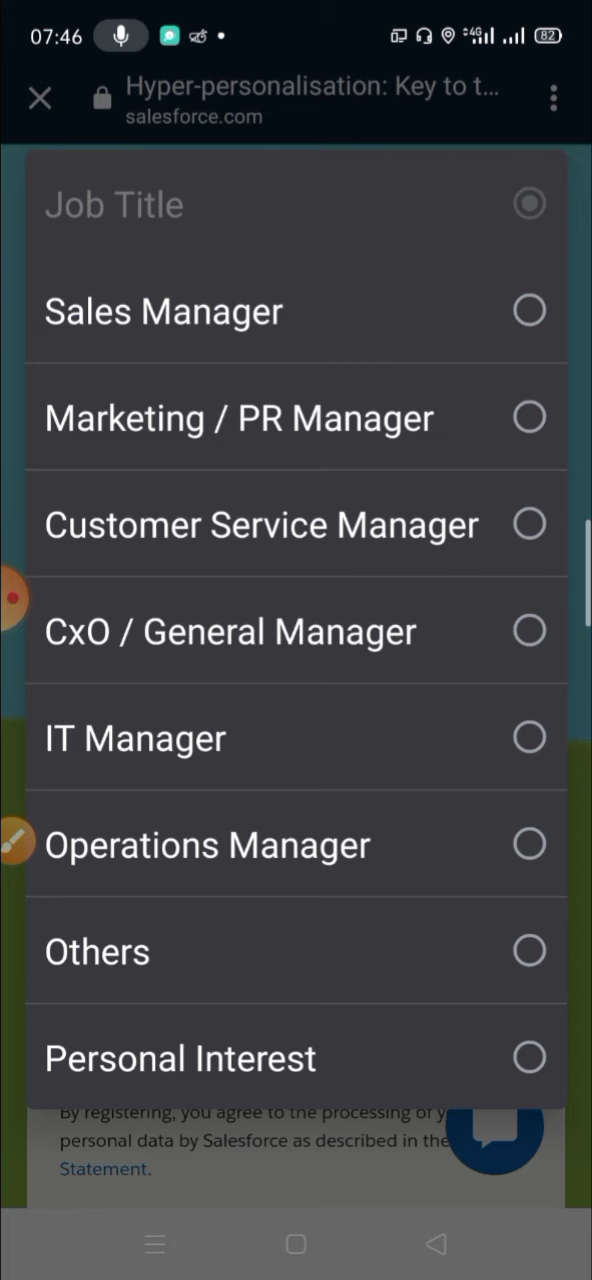 07:46
4G
82
Hyper-personalisation: Key to t...
salesforce.com
Job Title
Sales Manager
Marketing / PR Manager
Customer Service Manager
CxO / General Manager
IT Manager
Operations Manager
Others
Personal Interest
By registering, you agree to the processing of y
personal data by Salesforce as described in the
Statement.